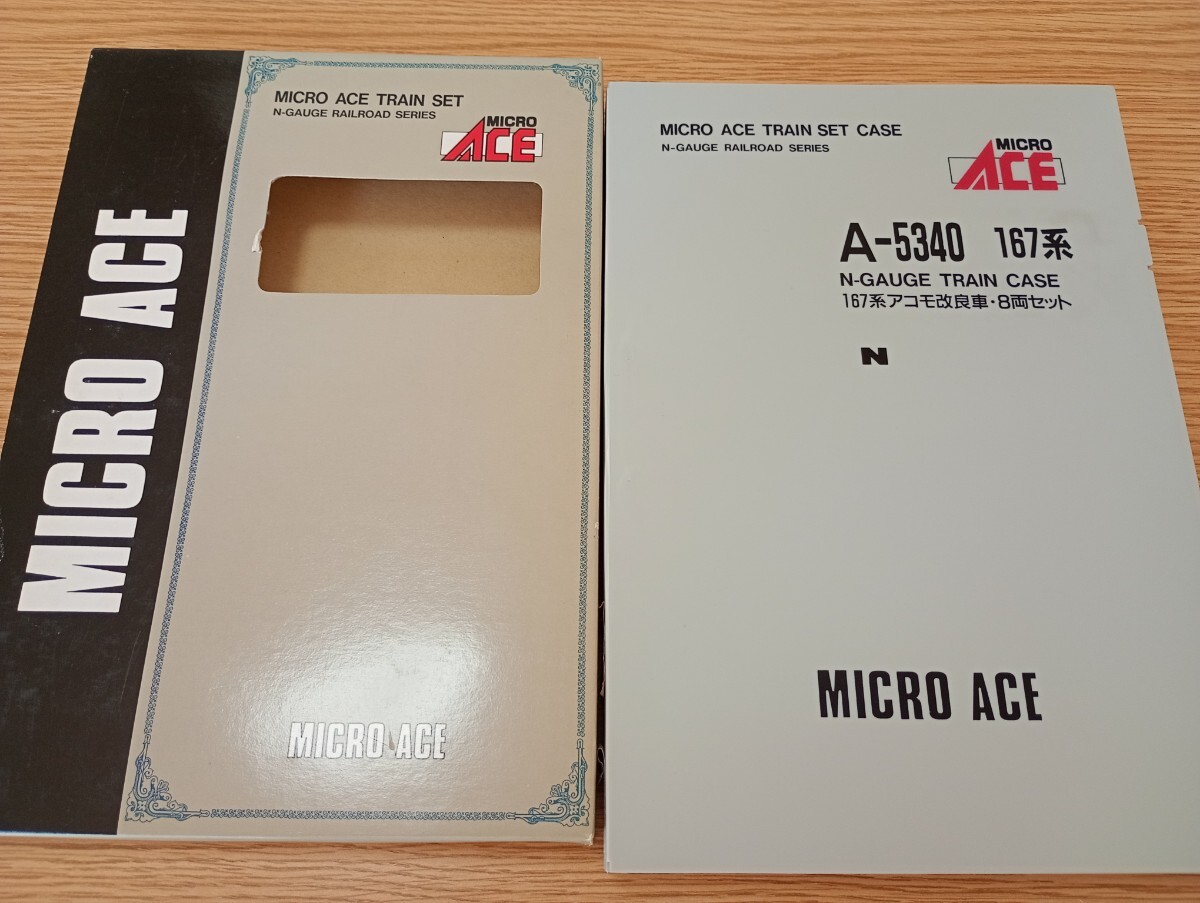 MICRO ACE
MICRO ACE TRAIN SET
N-GAUGE RAILROAD SERIES
MICRO
ACE
MICRO ACE
MICRO ACE TRAIN SET CASE
N-GAUGE RAILROAD SERIES
MICRO
ACE
A-5340 167系
N-GAUGE TRAIN CASE
167系アコモ改良車・8両セット
N
MICRO ACE